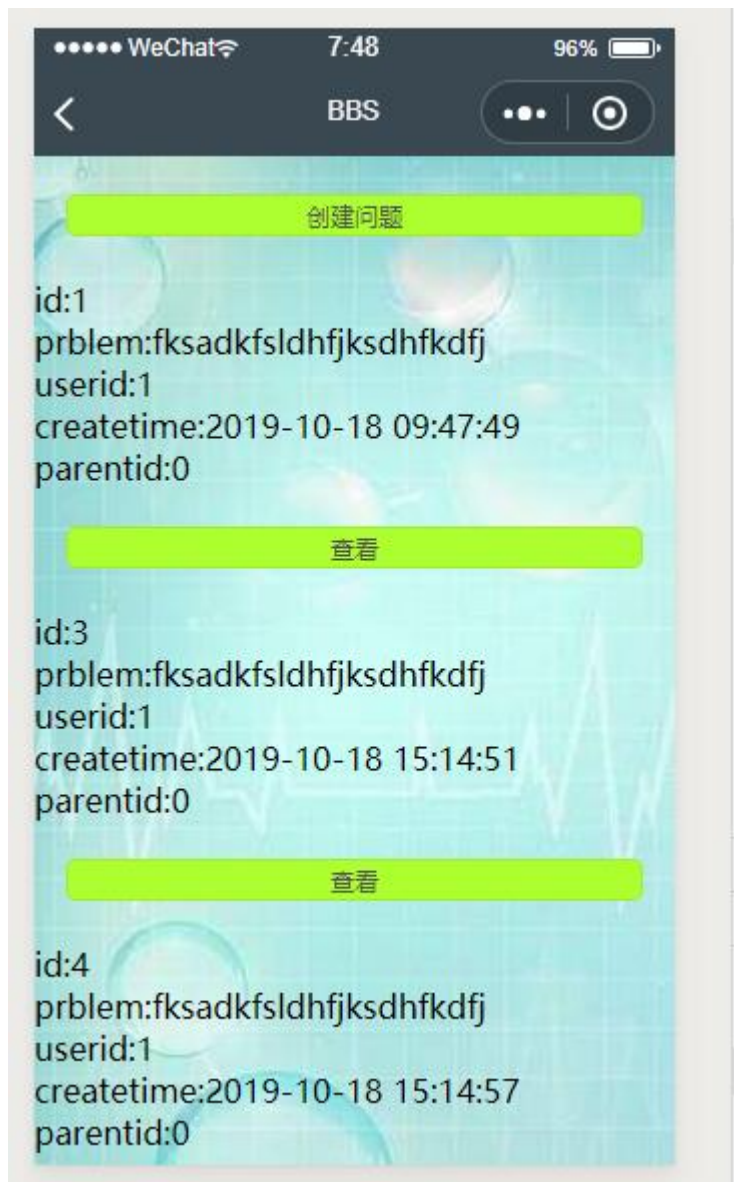 ●●●●● WeChat 7:48 96%
BBS
创建问题
id:1
prblem:fksadkfsldhfjksdhfkdfj
userid:1
createtime:2019-10-18 09:47:49
parentid:0
查看
id:3
prblem:fksadkfsldhfjksdhfkdfj
userid:1
createtime:2019-10-18 15:14:51
parentid:0
查看
id:4
prblem:fksadkfsldhfjksdhfkdfj
userid:1
createtime:2019-10-18 15:14:57
parentid:0